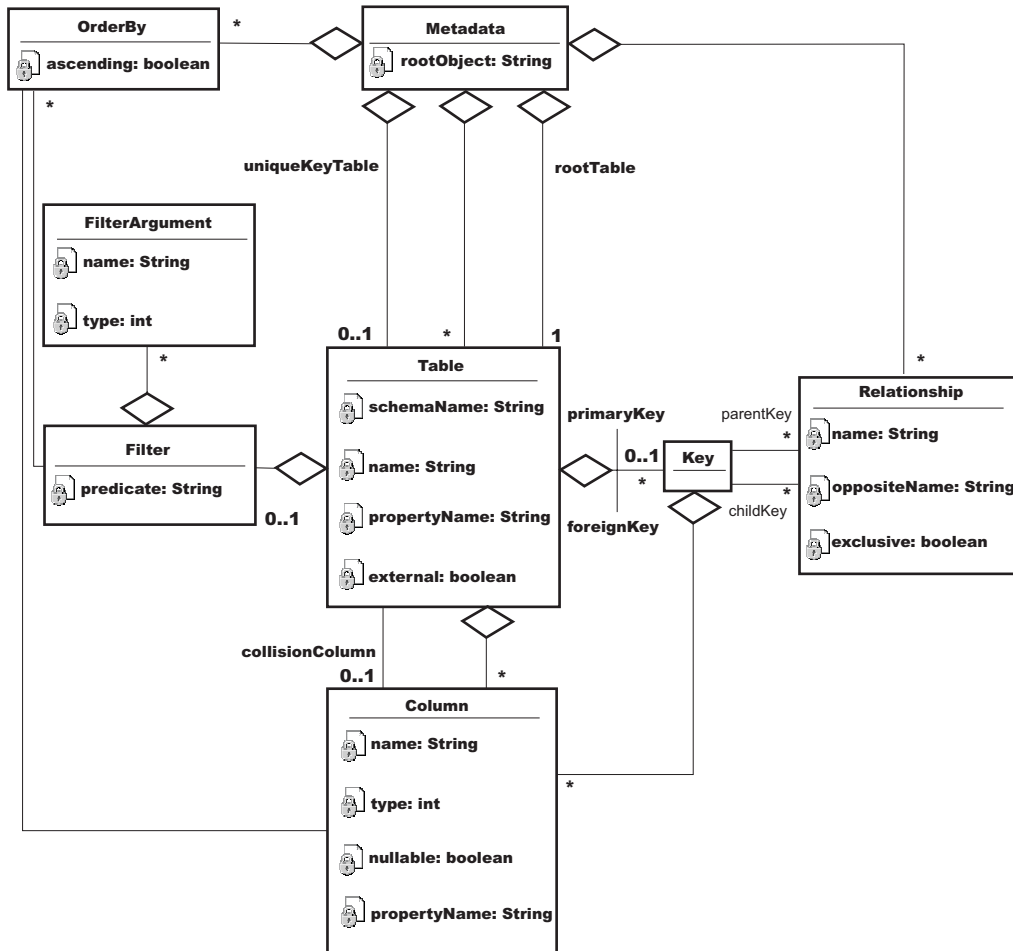 OrderBy
ascending: boolean
*
*
Metadata
rootObject: String
uniqueKeyTable
rootTable
0..1
*
1
*
FilterArgument
name: String
type: int
*
Filter
predicate: String
0..1
Table
schemaName: String
name: String
propertyName: String
external: boolean
primaryKey
0..1
*
foreignKey
Key
parentKey
*
*
childKey
Relationship
name: String
oppositeName: String
exclusive: boolean
collisionColumn
0..1
*
Column
name: String
type: int
nullable: boolean
propertyName: String
*